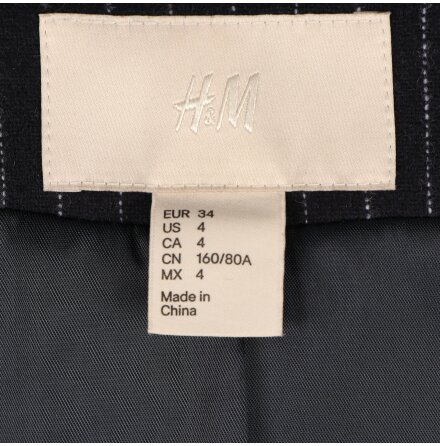 H&M
EUR 34
US 4
CA 4
CN 160/80A
MX 4
Made in
China